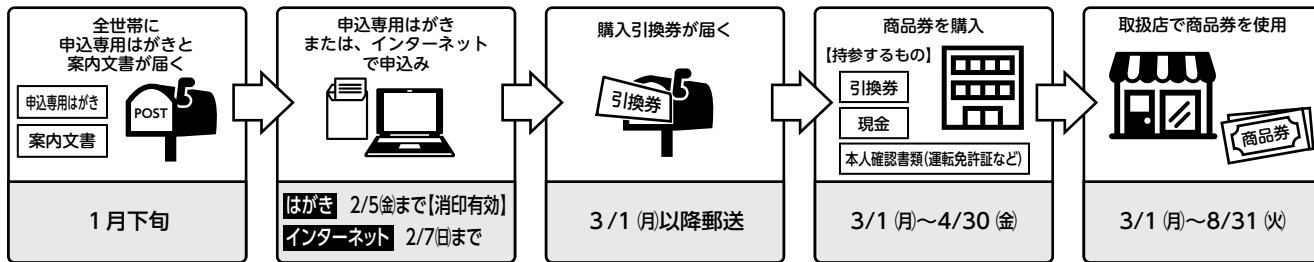 全世帯に
申込専用はがきと
案内文書が届く
申込専用はがき
案内文書
POST
1月下旬
申込専用はがき
または、インターネット
で申込み
はがき 2/5㈮まで【消印有効】
インターネット 2/7㈰まで
購入引換券が届く
引換券
3/1㈪以降郵送
商品券を購入
【持参するもの】
引換券
現金
本人確認書類(運転免許証など)
3/1㈪～4/30㈮
取扱店で商品券を使用
商品券
3/1㈪～8/31㈫